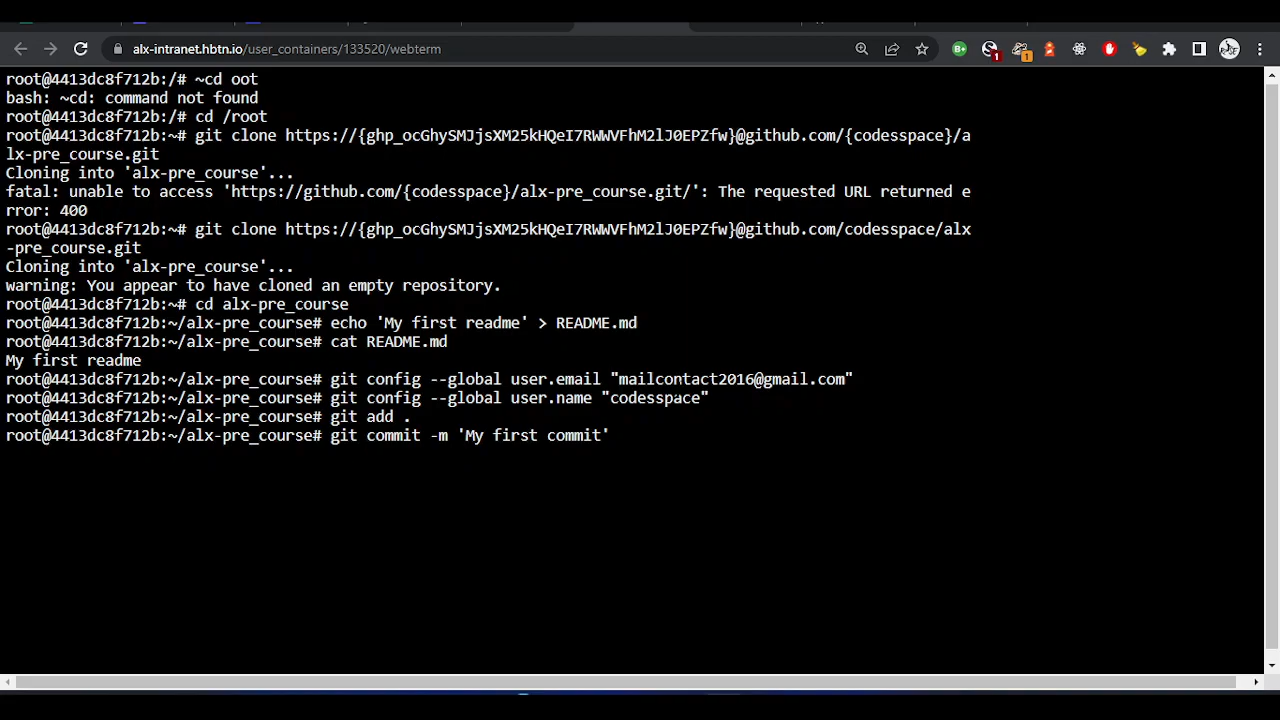 alx-intranet.hbtn.io/user_containers/133520/webterm
root@4413dc8f712b:/# ~cd oot
bash: ~cd: command not found
root@4413dc8f712b:/# cd /root
root@4413dc8f712b:~# git clone https://{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}@github.com/{codesspace}/a
lx-pre_course.git
Cloning into 'alx-pre_course'...
fatal: unable to access 'https://github.com/{codesspace}/alx-pre_course.git/': The requested URL returned e
rror: 400
root@4413dc8f712b:~# git clone https://{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}@github.com/codesspace/alx
-pre_course.git
Cloning into 'alx-pre_course'...
warning: You appear to have cloned an empty repository.
root@4413dc8f712b:~# cd alx-pre_course
root@4413dc8f712b:~/alx-pre_course# echo 'My first readme' > README.md
root@4413dc8f712b:~/alx-pre_course# cat README.md
My first readme
root@4413dc8f712b:~/alx-pre_course# git config --global user.email "mailcontact2016@gmail.com"
root@4413dc8f712b:~/alx-pre_course# git config --global user.name "codesspace"
root@4413dc8f712b:~/alx-pre_course# git add .
root@4413dc8f712b:~/alx-pre_course# git commit -m 'My first commit'